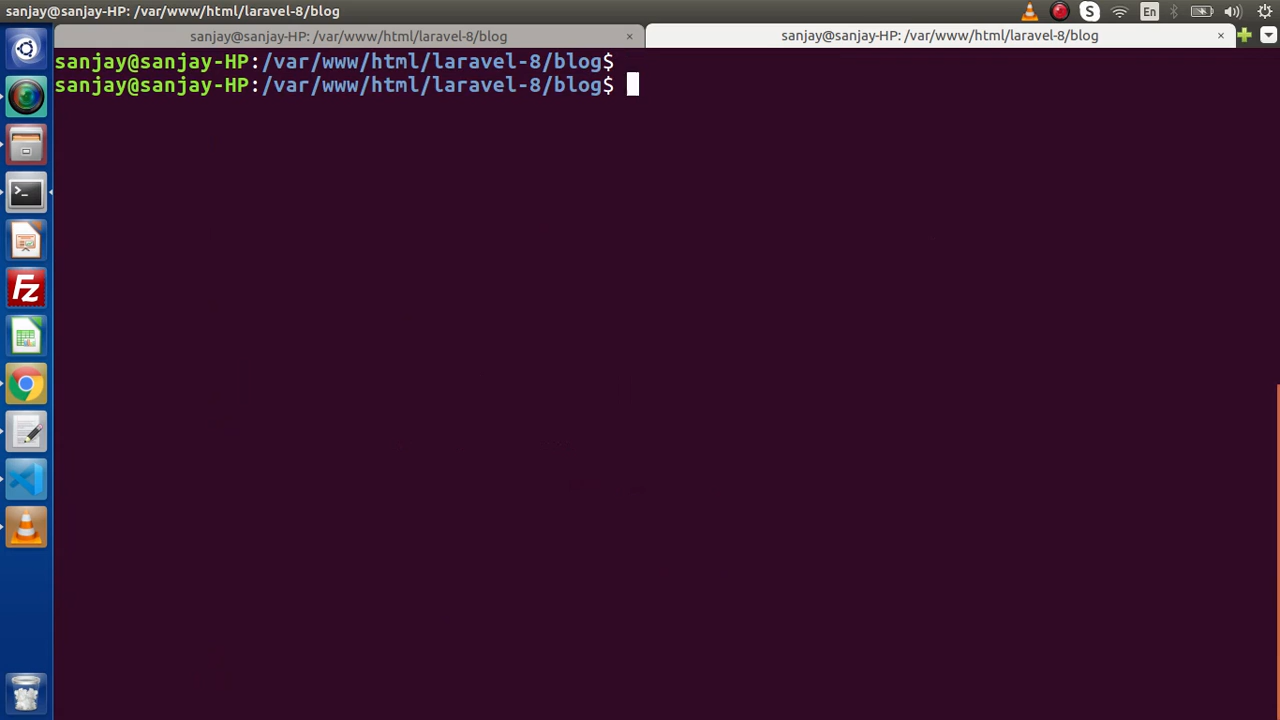 sanjay@sanjay-HP: /var/www/html/laravel-8/blog
S En
sanjay@sanjay-HP: /var/www/html/laravel-8/blog × sanjay@sanjay-HP: /var/www/html/laravel-8/blog ×
sanjay@sanjay-HP:/var/www/html/laravel-8/blog$
sanjay@sanjay-HP:/var/www/html/laravel-8/blog$
>_
Fz